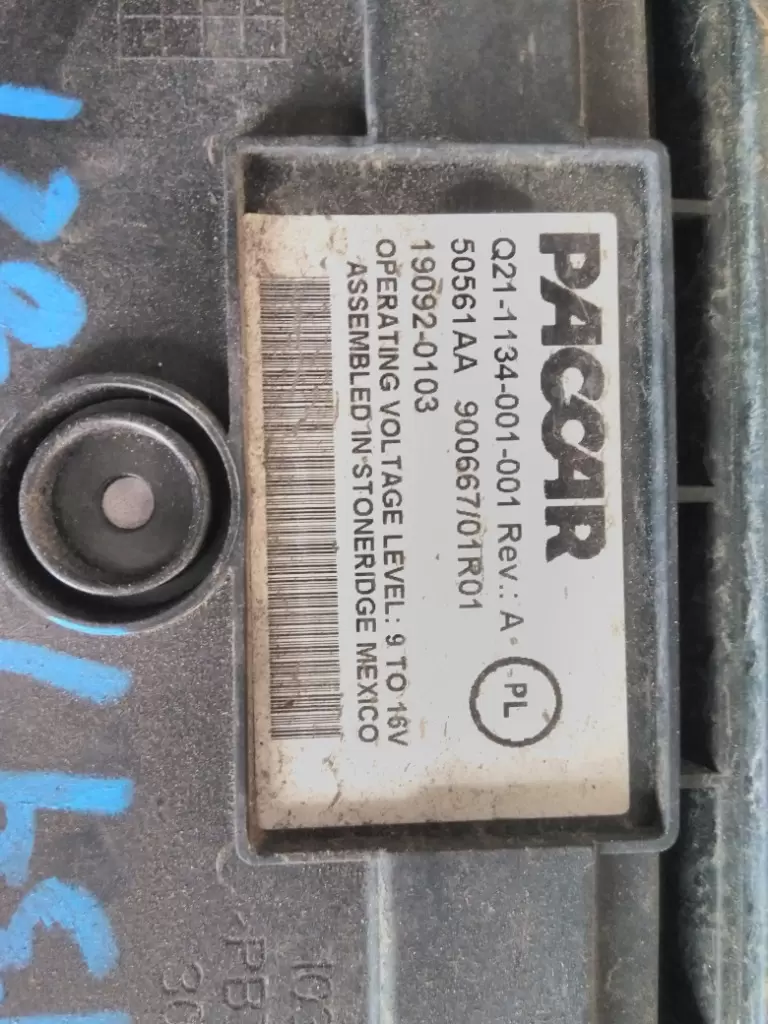 PACCAR
Q21-1134-001-001 Rev.: A
PL
50561AA 900667/01R01
19092-0103
OPERATING VOLTAGE LEVEL: 9 TO 16V
ASSEMBLED IN STONERIDGE MEXICO